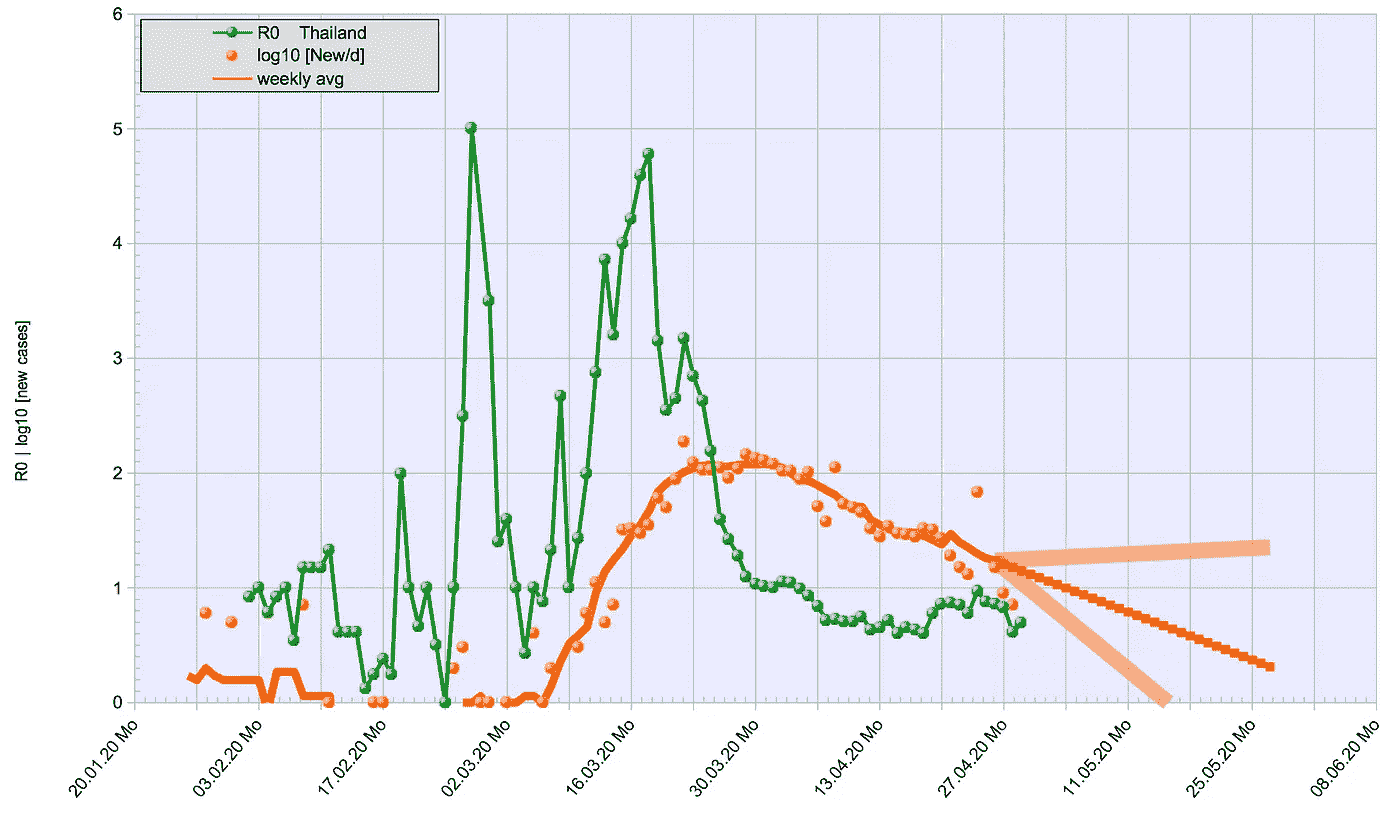 R0 Thailand
log10 [New/d]
weekly avg
R0 | log10 [new cases]
6
5
4
3
2
1
0
20.01.20 Mo
03.02.20 Mo
17.02.20 Mo
02.03.20 Mo
16.03.20 Mo
30.03.20 Mo
13.04.20 Mo
27.04.20 Mo
11.05.20 Mo
25.05.20 Mo
08.06.20 Mo